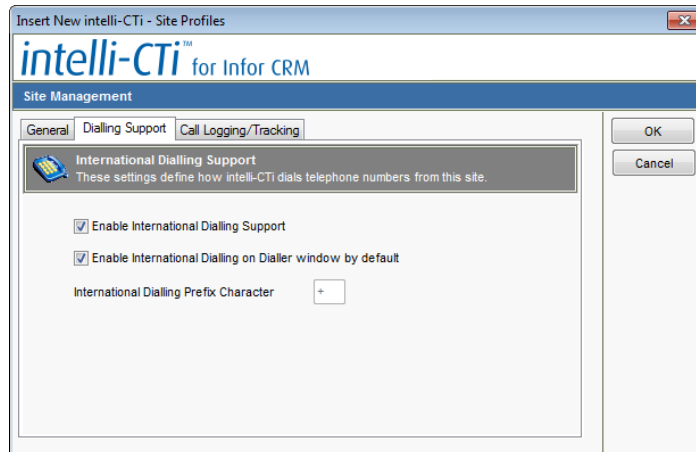 Insert New intelli-CTi - Site Profiles
intelli-CTi™ for Infor CRM
Site Management
General Dialling Support Call Logging/Tracking
OK
International Dialling Support
These settings define how intelli-CTi dials telephone numbers from this site.
Cancel
Enable International Dialling Support
Enable International Dialling on Dialler window by default
International Dialling Prefix Character +